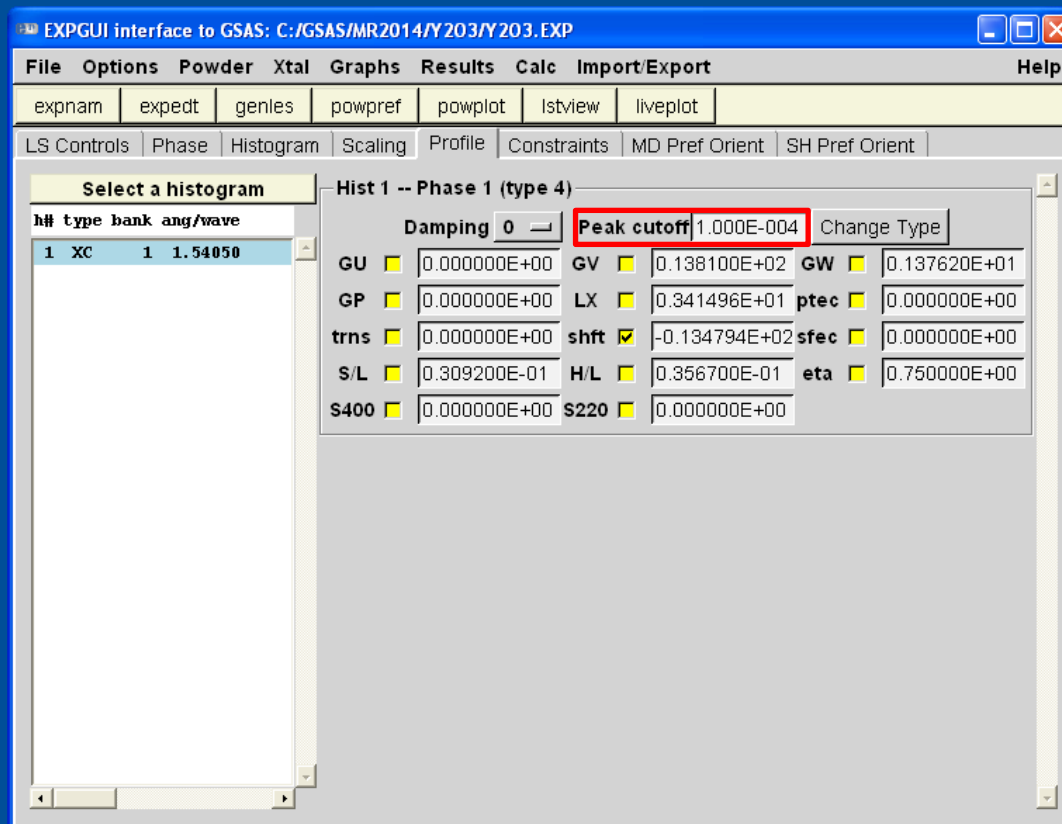 EXPGUI interface to GSAS: C:/GSAS/MR2014/Y2O3/Y2O3.EXP
File Options Powder Xtal Graphs Results Calc Import/Export Help
expnam expedt genles powpref powplot lstview liveplot
LS Controls Phase Histogram Scaling Profile Constraints MD Pref Orient SH Pref Orient
Select a histogram
h# type bank ang/wave
1 XC 1 1.54050
Hist 1 -- Phase 1 (type 4)
Damping 0 Peak cutoff 1.000E-004 Change Type
GU 0.000000E+00 GV 0.138100E+02 GW 0.137620E+01
GP 0.000000E+00 LX 0.341496E+01 ptec 0.000000E+00
trns 0.000000E+00 shft -0.134794E+02 sfec 0.000000E+00
S/L 0.309200E-01 H/L 0.356700E-01 eta 0.750000E+00
S400 0.000000E+00 S220 0.000000E+00